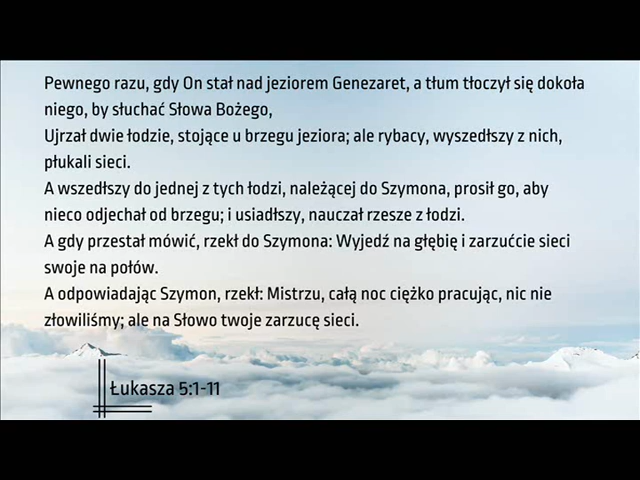 Pewnego razu, gdy On stał nad jeziorem Genezaret, a tłum tłoczył się dokoła
niego, by słuchać Słowa Bożego,
Ujrzał dwie łodzie, stojące u brzegu jeziora; ale rybacy, wyszedłszy z nich,
płukali sieci.
A wszedłszy do jednej z tych łodzi, należącej do Szymona, prosił go, aby
nieco odjechał od brzegu; i usiadłszy, nauczał rzesze z łodzi.
A gdy przestał mówić, rzekł do Szymona: Wyjedź na głębię i zarzućcie sieci
swoje na połów.
A odpowiadając Szymon, rzekł: Mistrzu, całą noc ciężko pracując, nic nie
złowiliśmy; ale na Słowo twoje zarzucę sieci.
Łukasza 5:1-11